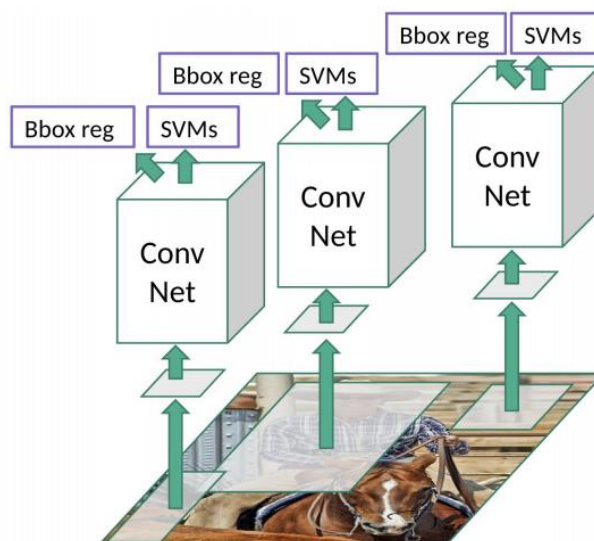 Bbox reg
SVMs
Bbox reg
SVMs
Bbox reg
SVMs
Conv
Net
Conv
Net
Conv
Net